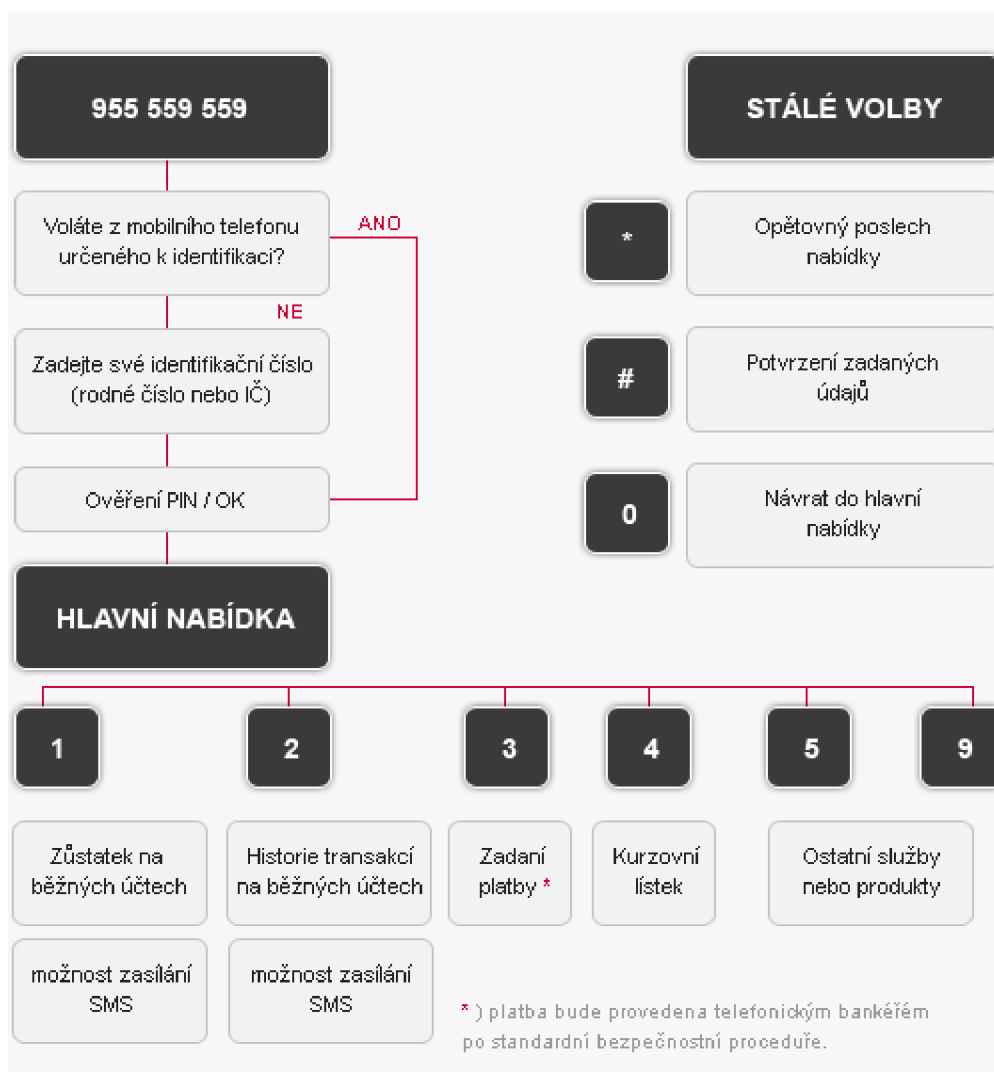 955 559 559
Voláte z mobilního telefonu
určeného k identifikaci?
ANO
NE
Zadejte své identifikační číslo
(rodné číslo nebo IČ)
Ověření PIN / OK
HLAVNÍ NABÍDKA
STÁLÉ VOLBY
*
Opětovný poslech
nabídky
#
Potvrzení zadaných
údajů
0
Návrat do hlavní
nabídky
1
Zůstatek na
běžných účtech
možnost zasílání
SMS
2
Historie transakcí
na běžných účtech
možnost zasílání
SMS
3
Zadaní
platby *
4
Kurzovní
lístek
5
9
Ostatní služby
nebo produkty
* ) platba bude provedena telefonickým bankéřém
po standardní bezpečnostní proceduře.